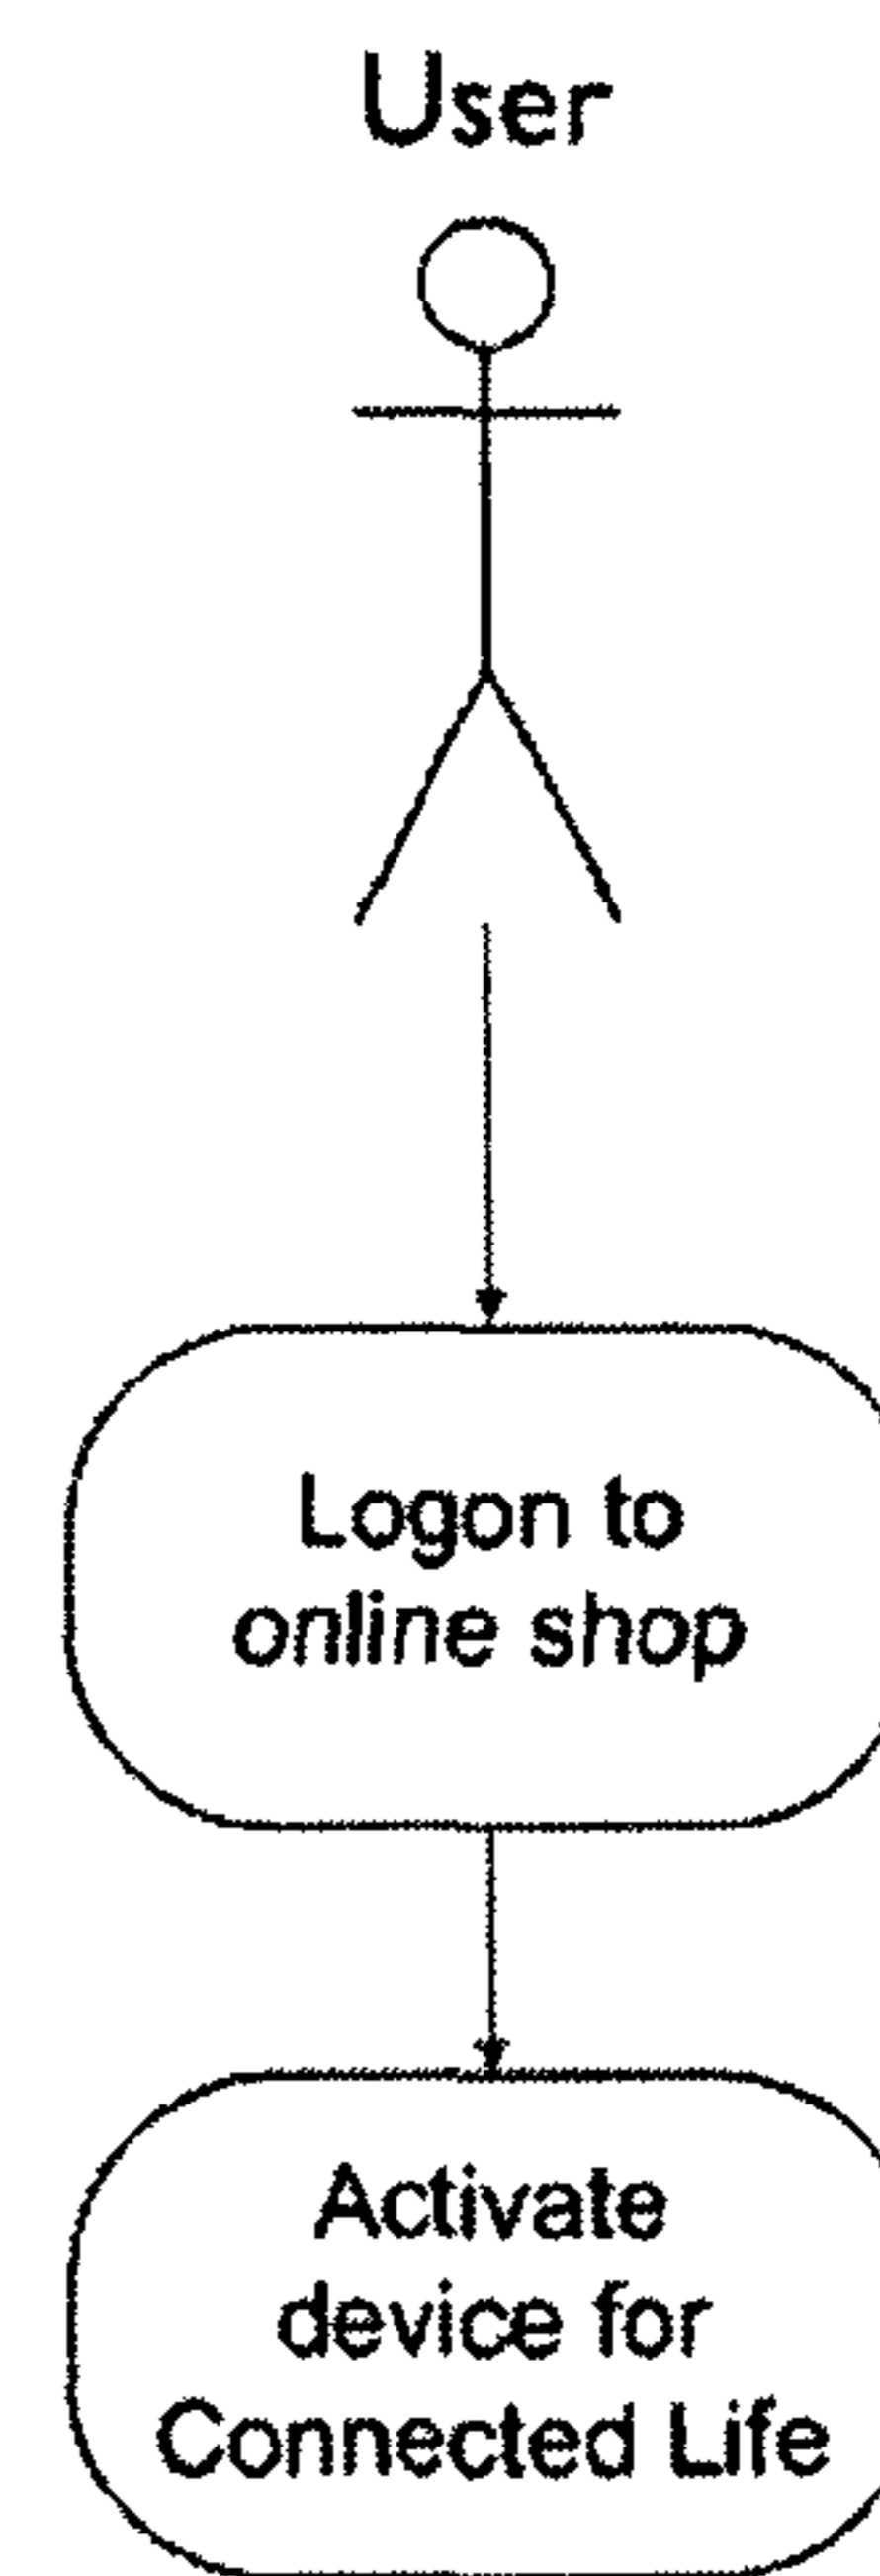 User
Logon to
online shop
Activate
device for
Connected Life